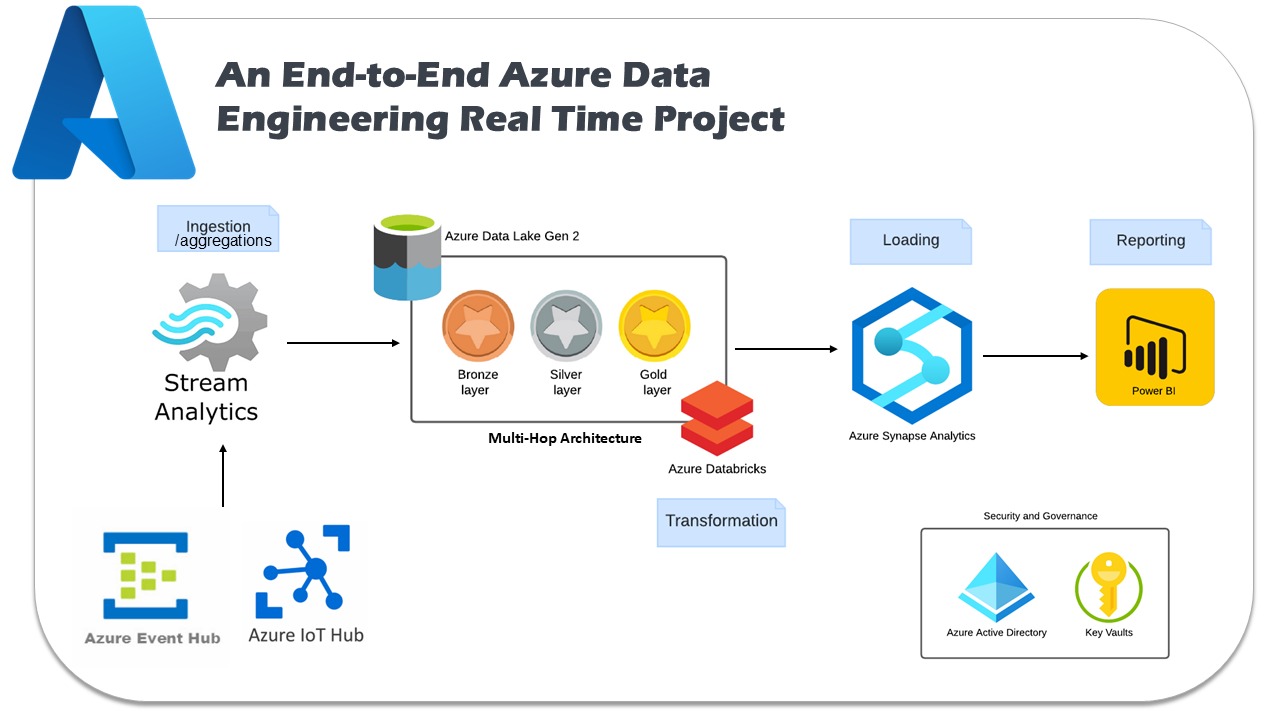 An End-to-End Azure Data
Engineering Real Time Project
Ingestion
/aggregations
Stream
Analytics
Azure Event Hub
Azure IoT Hub
Azure Data Lake Gen 2
Bronze
layer
Silver
layer
Gold
layer
Multi-Hop Architecture
Azure Databricks
Transformation
Loading
Azure Synapse Analytics
Reporting
Power BI
Security and Governance
Azure Active Directory
Key Vaults